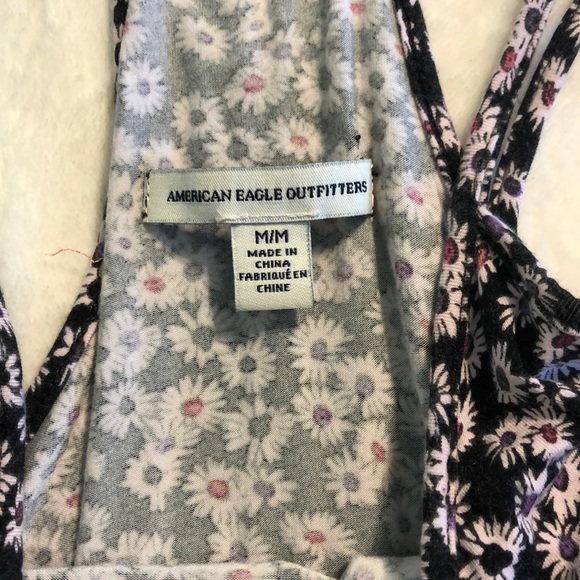 AMERICAN EAGLE OUTFITTERS
M/M
MADE IN
CHINA
FABRIQUÉ EN
CHINE